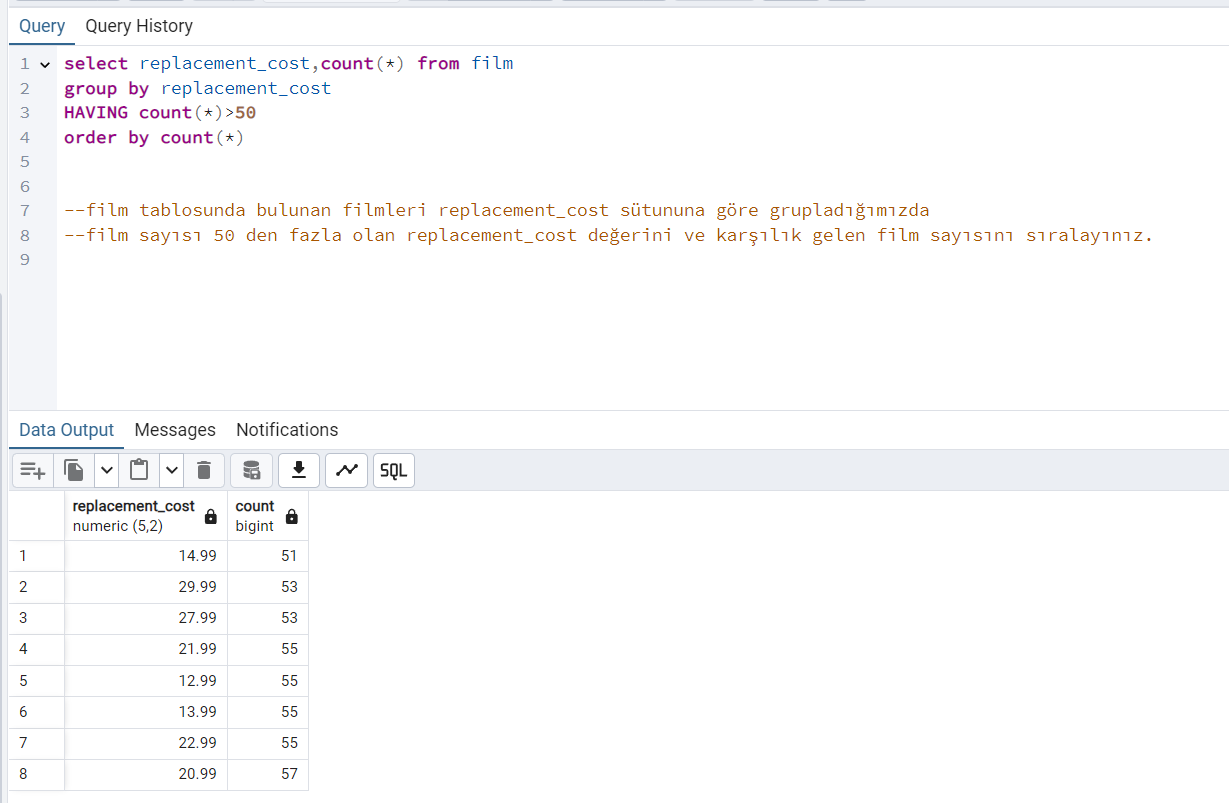 Query Query History
1 select replacement_cost,count(*) from film
2 group by replacement_cost
3 HAVING count(*)>50
4 order by count(*)
5
6
7 --film tablosunda bulunan filmleri replacement_cost sütununa göre grupladığımızda
8 --film sayısı 50 den fazla olan replacement_cost değerini ve karşılık gelen film sayısını sıralayınız.
9
Data Output Messages Notifications
SQL
replacement_cost count
numeric (5,2) bigint
1 14.99 51
2 29.99 53
3 27.99 53
4 21.99 55
5 12.99 55
6 13.99 55
7 22.99 55
8 20.99 57